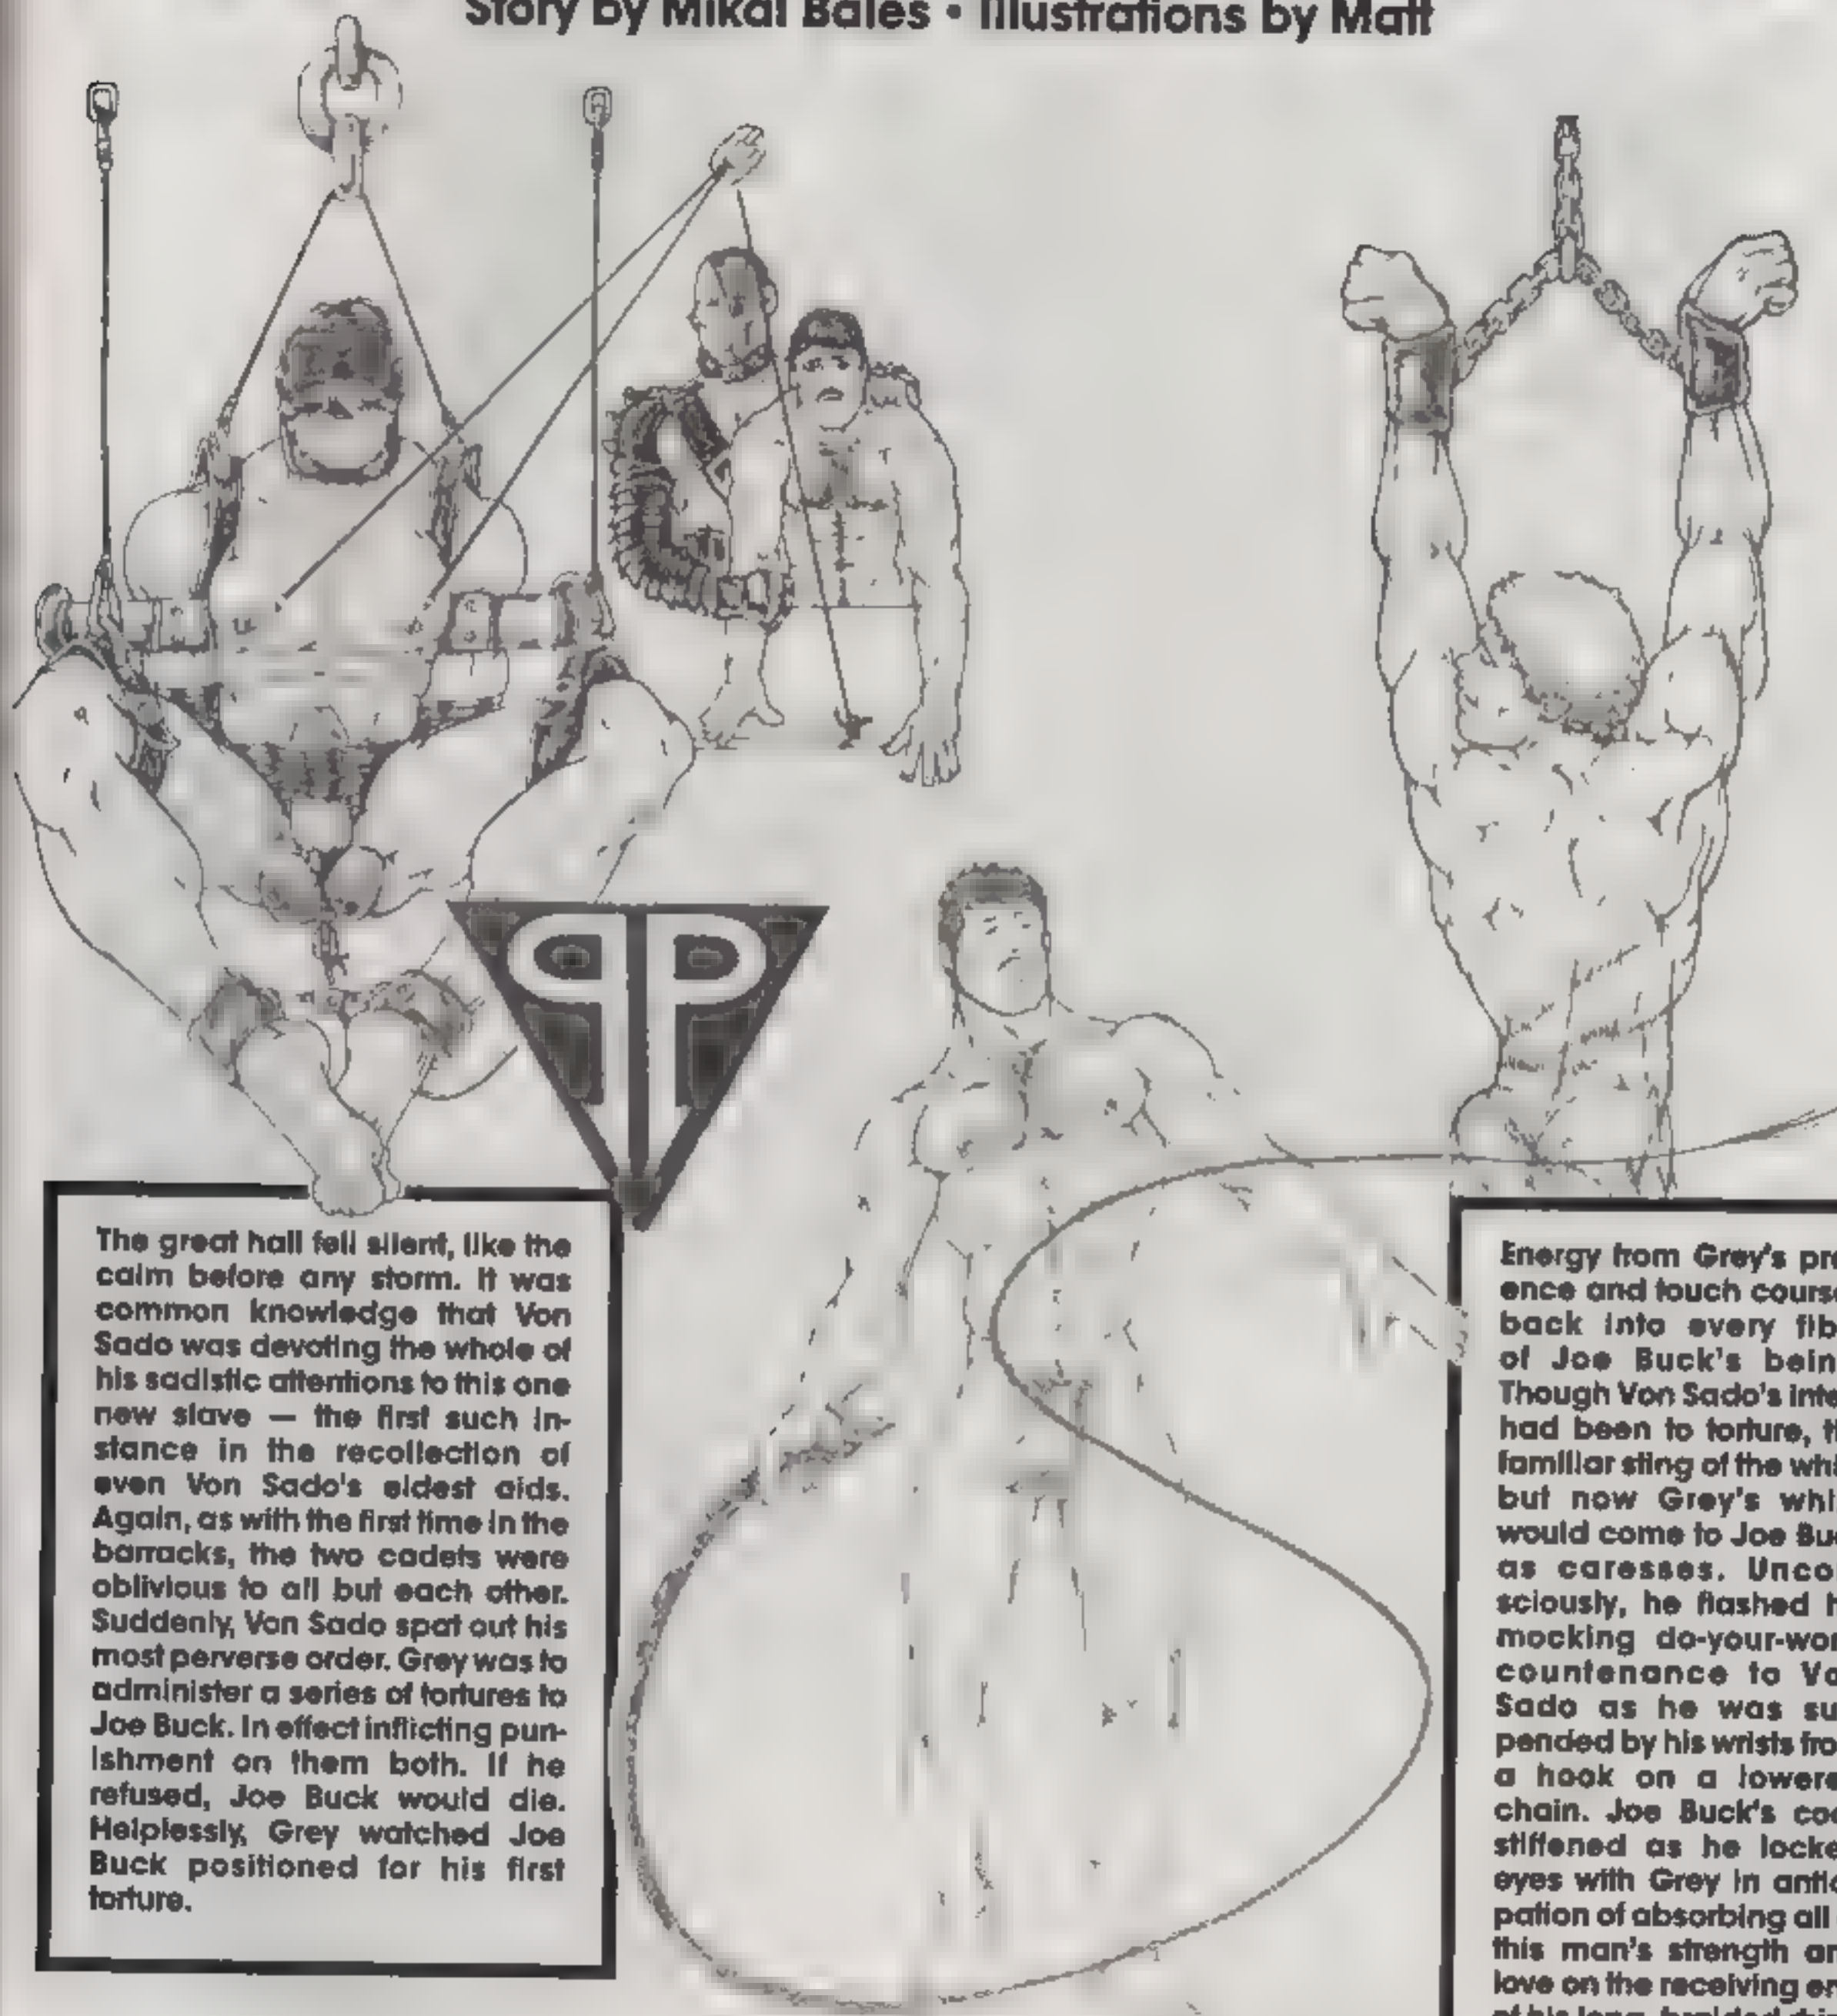 Story by Mikal Bales • Illustrations by Matt
The great hall fell silent, like the
calm before any storm. It was
common knowledge that Von
Sado was devoting the whole of
his sadistic attentions to this one
new slave — the first such in-
stance in the recollection of
even Von Sado's eldest aids.
Again, as with the first time in the
barracks, the two cadets were
oblivious to all but each other.
Suddenly, Von Sado spat out his
most perverse order. Grey was to
administer a series of tortures to
Joe Buck. In effect inflicting pun-
ishment on them both. If he
refused, Joe Buck would die.
Helplessly, Grey watched Joe
Buck positioned for his first
torture.
Energy from Grey's pre
ence and touch course
back into every fib
of Joe Buck's bein
Though Von Sado's inte
had been to torture, t
familiar sting of the whi
but now Grey's whi
would come to Joe Bu
as caresses. Unco
sciously, he flashed h
mocking do-your-wor
countenance to Vo
Sado as he was su
pended by his wrists fro
a hook on a lowere
chain. Joe Buck's coc
stiffened as he locke
eyes with Grey in antic
pation of absorbing all
this man's strength an
love on the receiving en